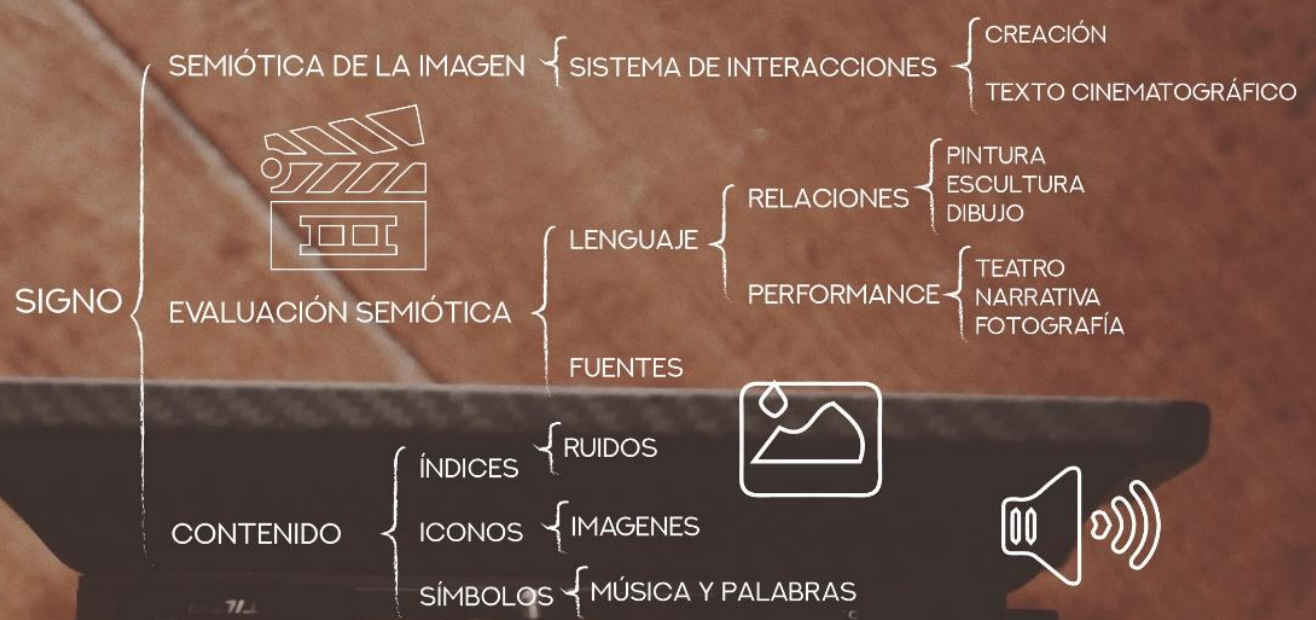 SEMIÓTICA DE LA IMAGEN
SISTEMA DE INTERACCIONES
CREACIÓN
TEXTO CINEMATOGRÁFICO
SIGNO
EVALUACIÓN SEMIÓTICA
LENGUAJE
RELACIONES
PINTURA
ESCULTURA
DIBUJO
PERFORMANCE
TEATRO
NARRATIVA
FOTOGRAFÍA
FUENTES
CONTENIDO
ÍNDICES
RUIDOS
ICONOS
IMAGENES
SÍMBOLOS
MÚSICA Y PALABRAS